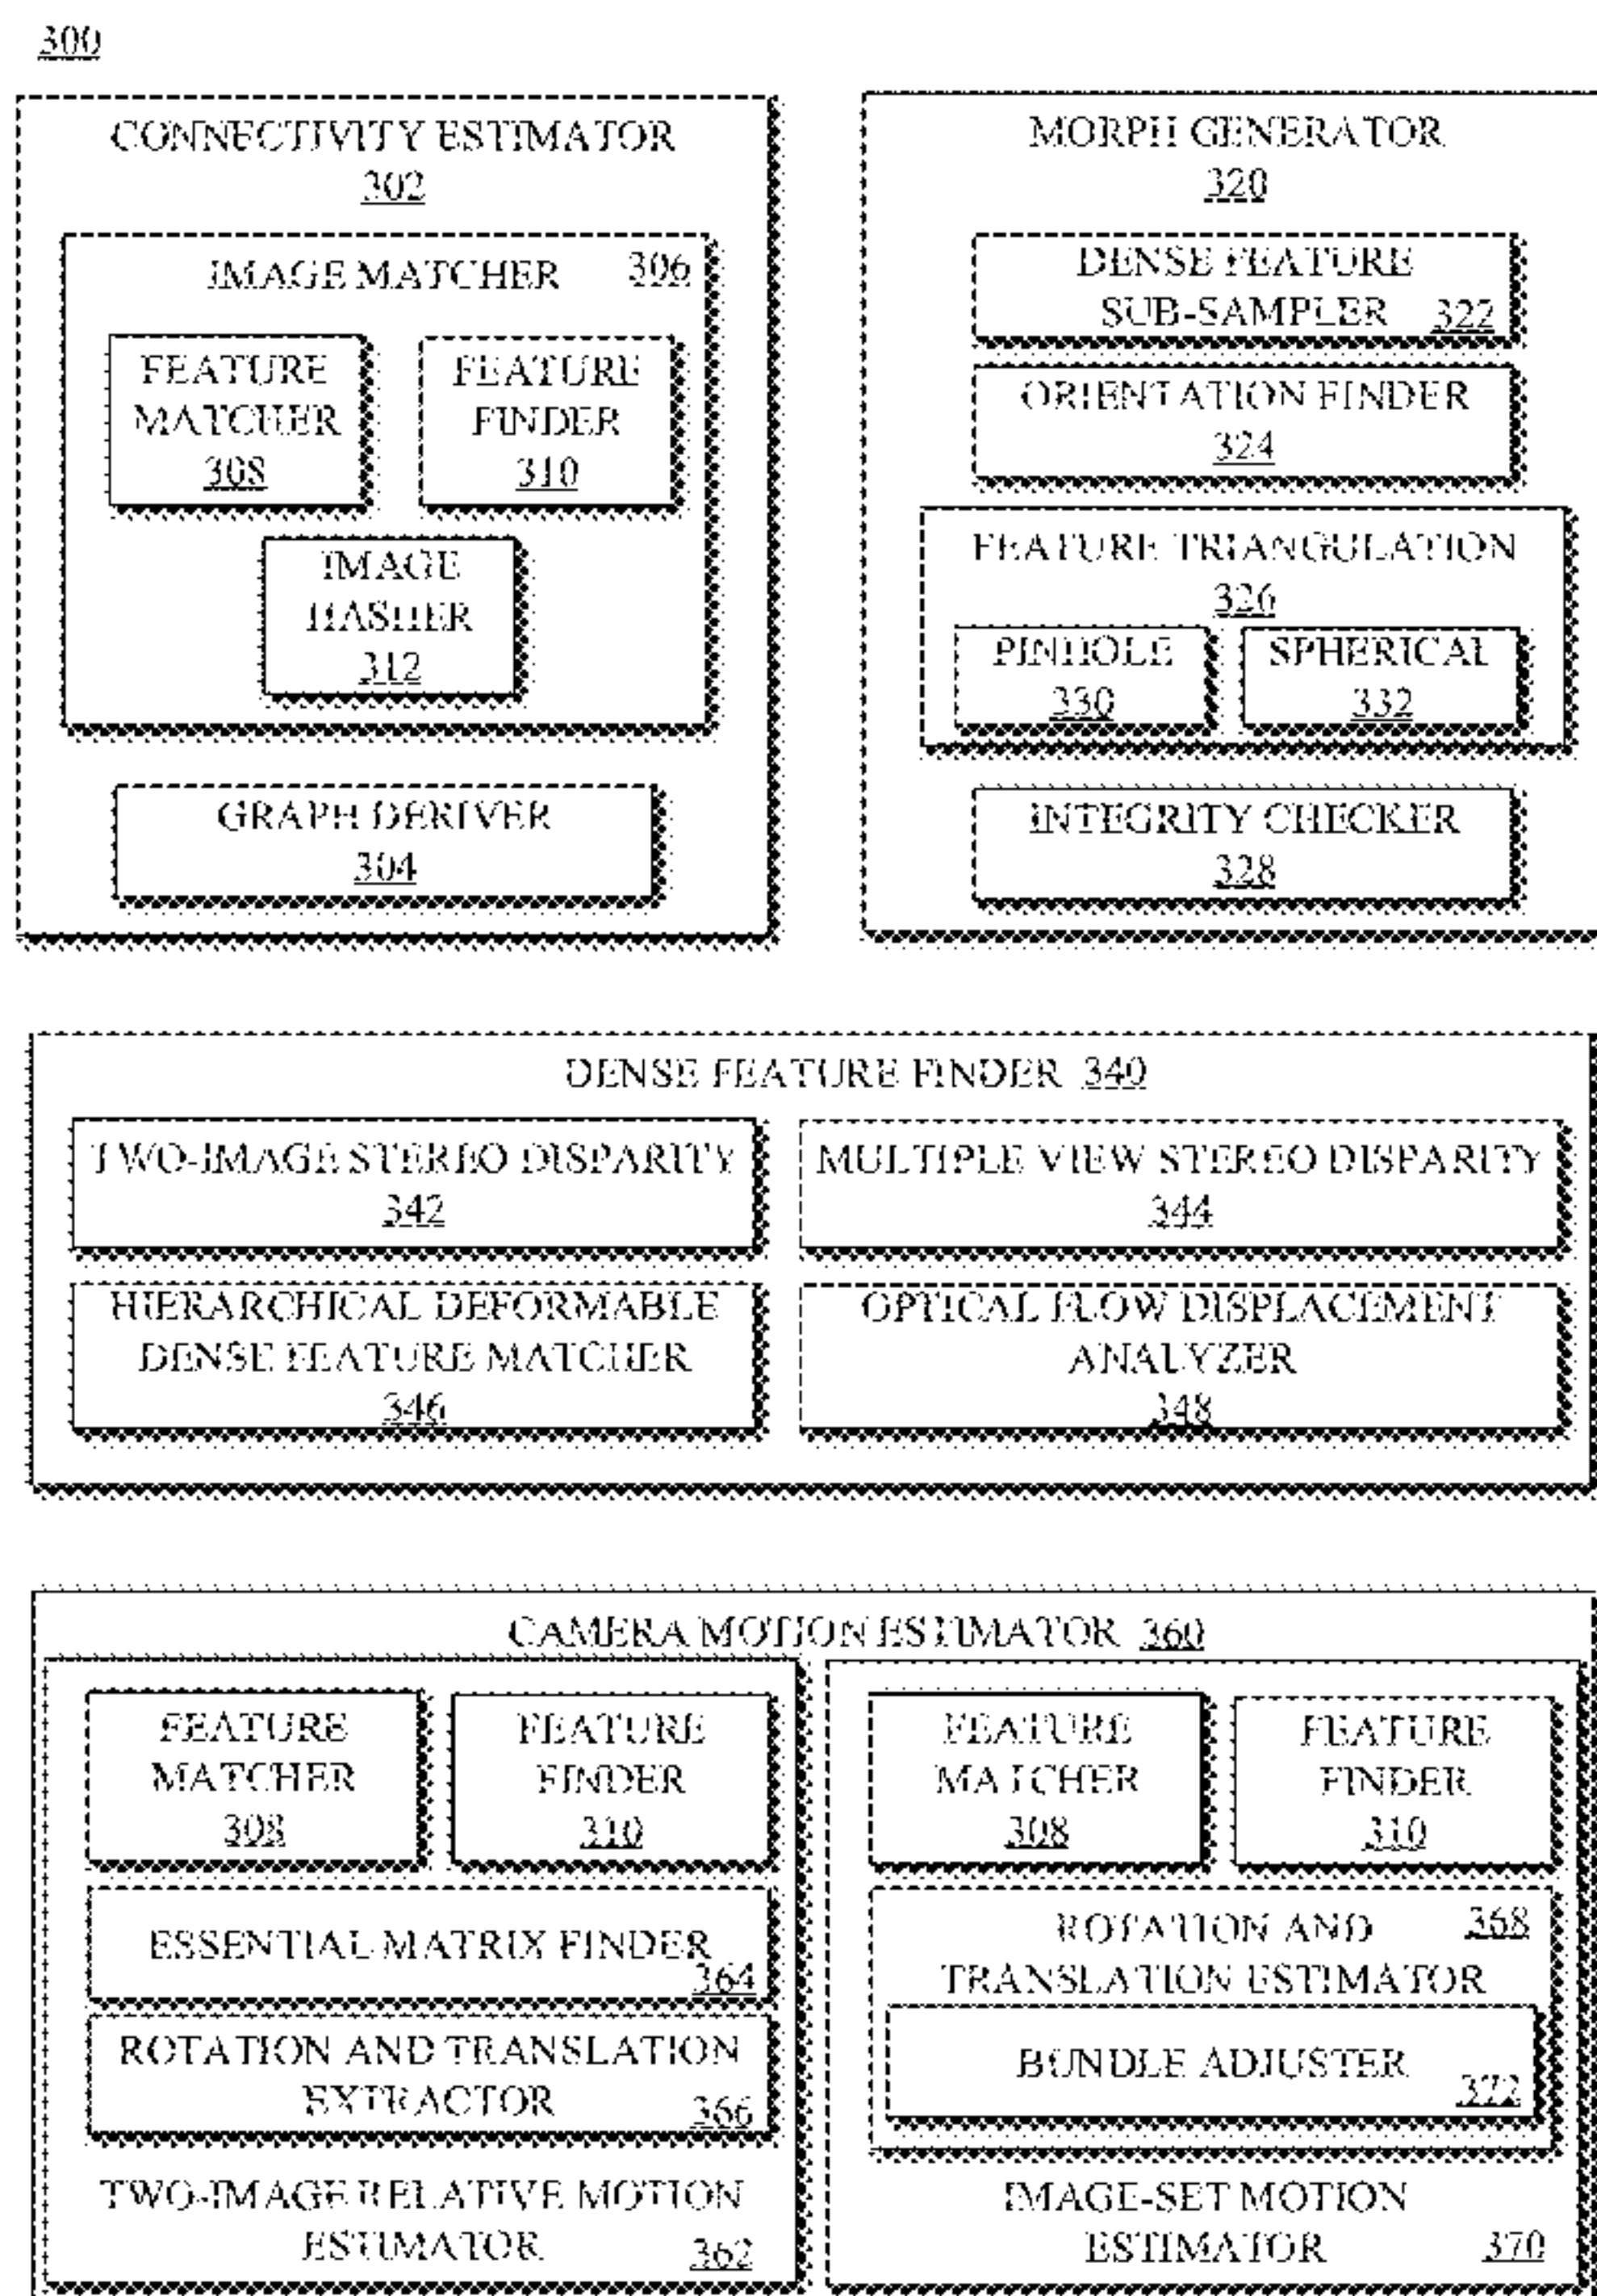 300
CONNECTIVITY ESTIMATOR
302
IMAGE MATCHER 306
FEATURE
MATCHER
308
FEATURE
FINDER
310
IMAGE
HASHER
312
GRAPH DERIVER
304
MORPH GENERATOR
320
DENSE FEATURE
SUB-SAMPLER 322
ORIENTATION FINDER
324
FEATURE TRIANGULATION
326
PINHOLE
330
SPHERICAL
332
INTEGRITY CHECKER
328
DENSE FEATURE FINDER 340
TWO-IMAGE STEREO DISPARITY
342
MULTIPLE VIEW STEREO DISPARITY
344
HIERARCHICAL DEFORMABLE
DENSE FEATURE MATCHER
346
OPTICAL FLOW DISPLACEMENT
ANALYZER
348
CAMERA MOTION ESTIMATOR 360
FEATURE
MATCHER
308
FEATURE
FINDER
310
ESSENTIAL MATRIX FINDER
364
ROTATION AND TRANSLATION
EXTRACTOR 366
TWO-IMAGE RELATIVE MOTION
ESTIMATOR 362
FEATURE
MATCHER
308
FEATURE
FINDER
310
ROTATION AND 368
TRANSLATION ESTIMATOR
BUNDLE ADJUSTER 372
IMAGE-SET MOTION
ESTIMATOR 370